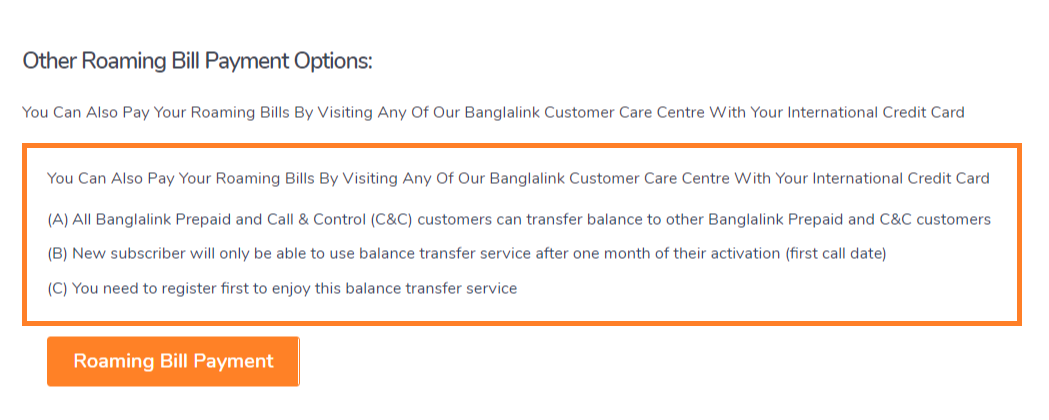 Other Roaming Bill Payment Options:
You Can Also Pay Your Roaming Bills By Visiting Any Of Our Banglalink Customer Care Centre With Your International Credit Card
You Can Also Pay Your Roaming Bills By Visiting Any Of Our Banglalink Customer Care Centre With Your International Credit Card
(A) All Banglalink Prepaid and Call & Control (C&C) customers can transfer balance to other Banglalink Prepaid and C&C customers
(B) New subscriber will only be able to use balance transfer service after one month of their activation (first call date)
(C) You need to register first to enjoy this balance transfer service
Roaming Bill Payment